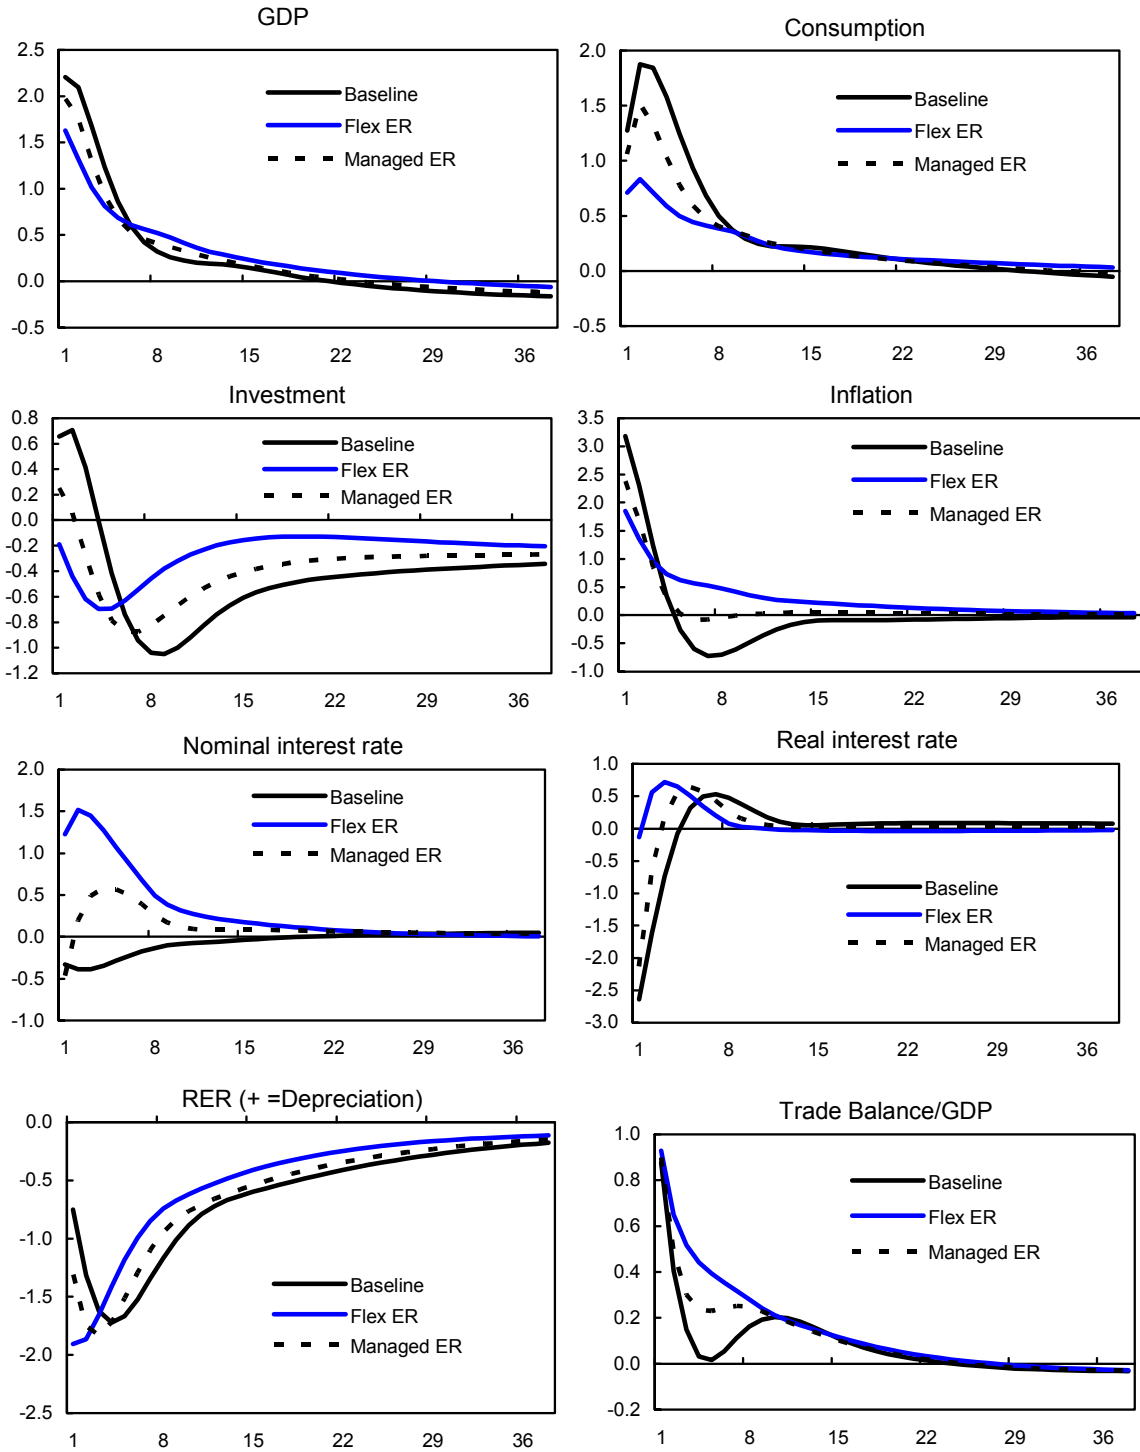 GDP
2.5
2.0
1.5
1.0
0.5
0.0
-0.5
Baseline
Flex ER
Managed ER
1 8 15 22 29 36
Consumption
2.0
1.5
1.0
0.5
0.0
-0.5
Baseline
Flex ER
Managed ER
1 8 15 22 29 36
Investment
0.8
0.6
0.4
0.2
0.0
-0.2
-0.4
-0.6
-0.8
-1.0
-1.2
Baseline
Flex ER
Managed ER
1 8 15 22 29 36
Inflation
3.5
3.0
2.5
2.0
1.5
1.0
0.5
0.0
-0.5
-1.0
Baseline
Flex ER
Managed ER
1 8 15 22 29 36
Nominal interest rate
2.0
1.5
1.0
0.5
0.0
-0.5
-1.0
Baseline
Flex ER
Managed ER
1 8 15 22 29 36
Real interest rate
1.0
0.5
0.0
-0.5
-1.0
-1.5
-2.0
-2.5
-3.0
Baseline
Flex ER
Managed ER
1 8 15 22 29 36
RER (+ =Depreciation)
0.0
-0.5
-1.0
-1.5
-2.0
-2.5
Baseline
Flex ER
Managed ER
1 8 15 22 29 36
Trade Balance/GDP
1.0
0.8
0.6
0.4
0.2
0.0
-0.2
Baseline
Flex ER
Managed ER
1 8 15 22 29 36